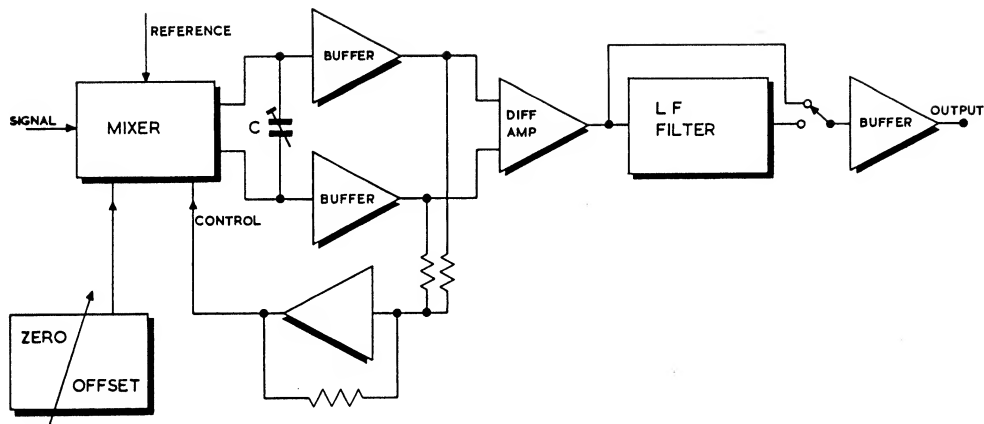 REFERENCE
SIGNAL
MIXER
C
BUFFER
BUFFER
DIFF
AMP
L F
FILTER
BUFFER
OUTPUT
CONTROL
ZERO
OFFSET